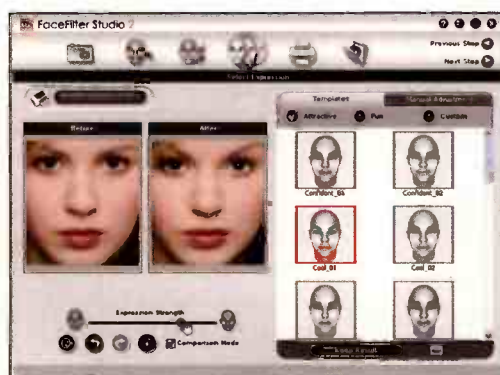 FaceFilter Studio 2
Previous Step
Next Step
Select Expression
Before
After
Templates
Manual Adjustment
Attractive
Fun
Custom
Confident_01
Confident_02
Cool_01
Cool_02
Expression Strength
Comparison Mode